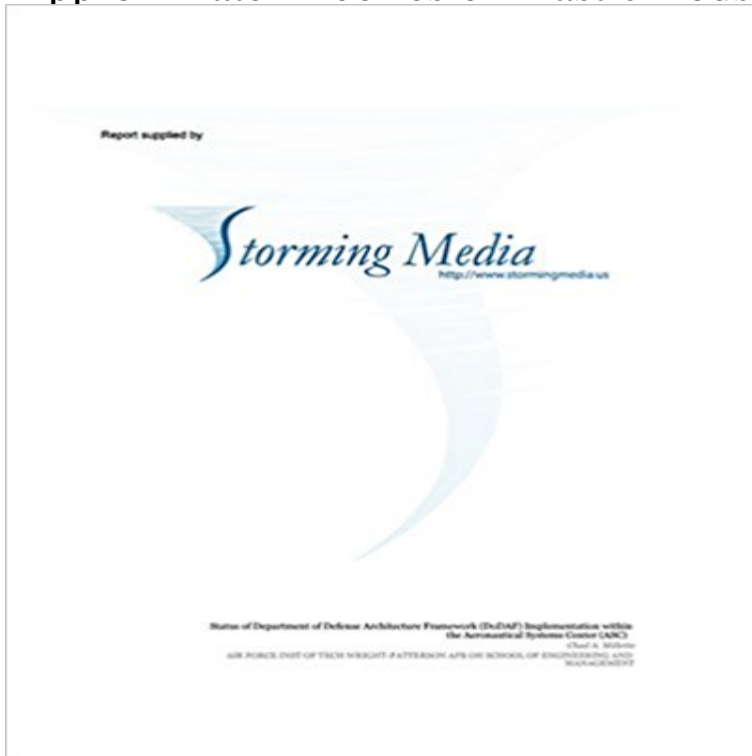 Report supplied by
Storming Media
http://www.stormingmedia.us
Status of Department of Defense Architecture Framework (DoDAF) Implementation within
the Aeronautical Systems Center (ASC)
Chad A. Millette
AIR FORCE INST OF TECH WRIGHT-PATTERSON AFB OH SCHOOL OF ENGINEERING AND
MANAGEMENT